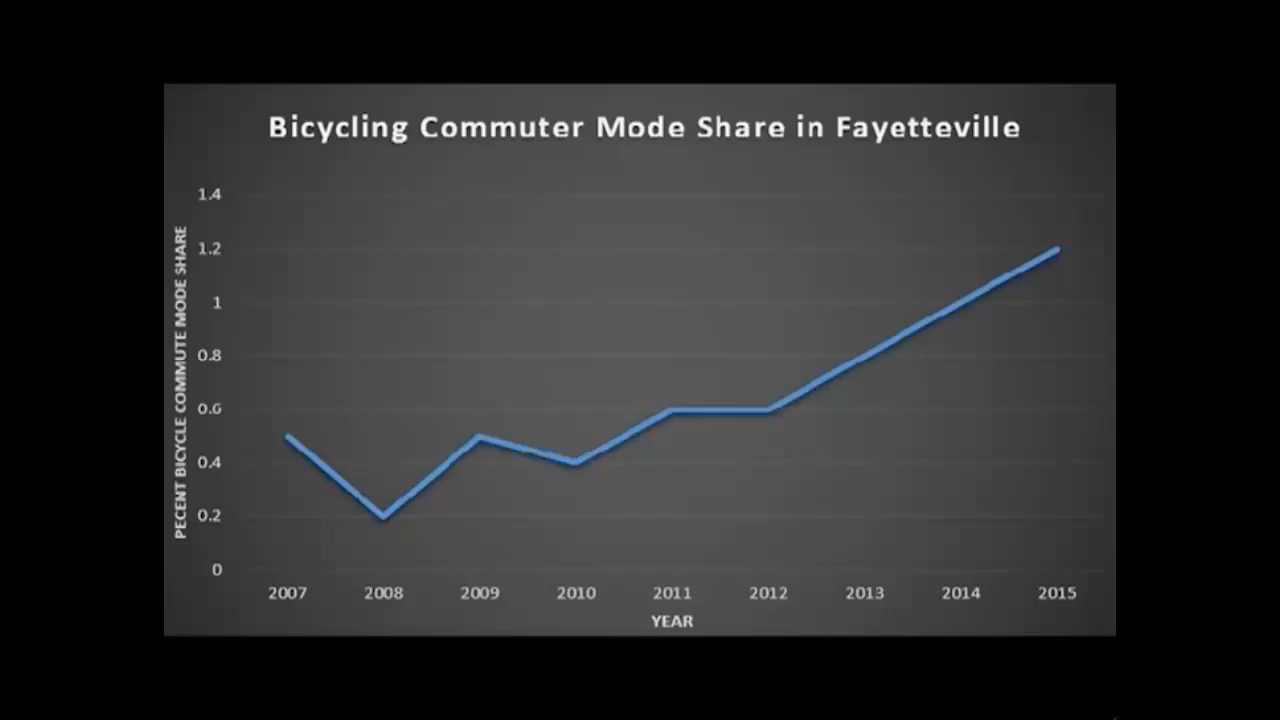 Bicycling Commuter Mode Share in Fayetteville
PECENT BICYCLE COMMUTE MODE SHARE
1.4
1.2
1
0.8
0.6
0.4
0.2
0
2007 2008 2009 2010 2011 2012 2013 2014 2015
YEAR